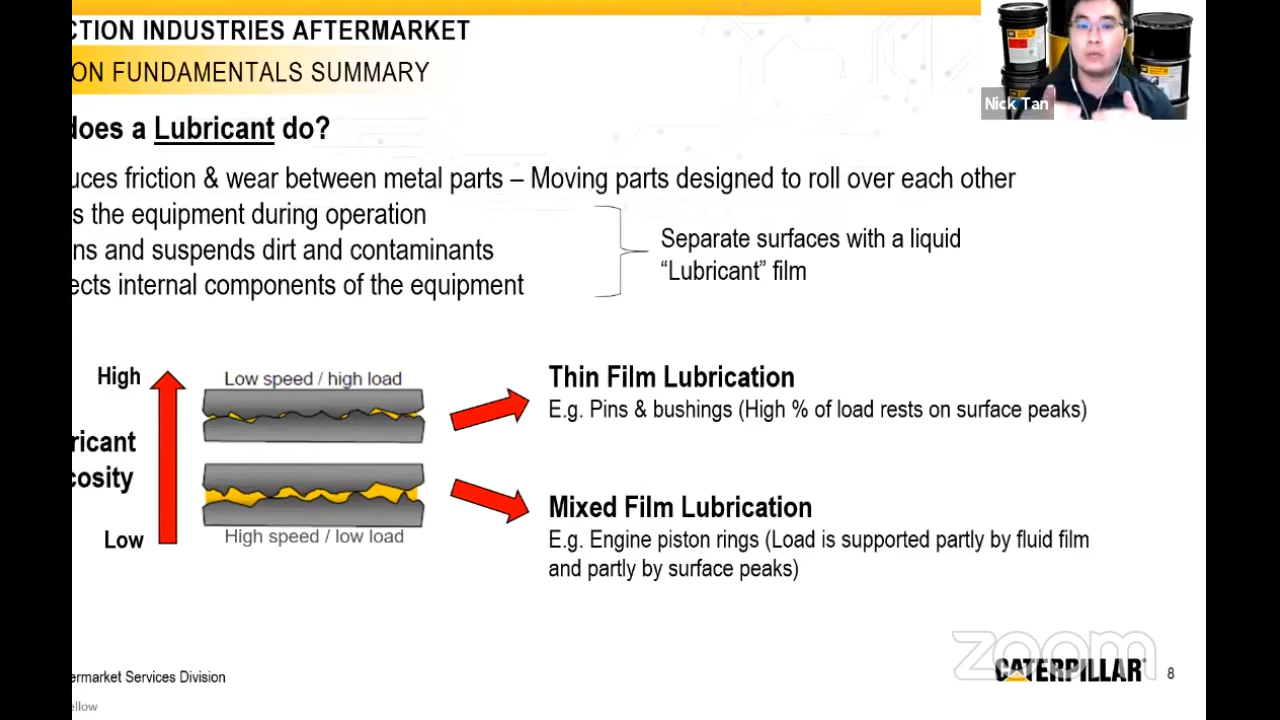 CTION INDUSTRIES AFTERMARKET
ON FUNDAMENTALS SUMMARY
Nick Tan
does a Lubricant do?
uces friction & wear between metal parts – Moving parts designed to roll over each other
s the equipment during operation
ns and suspends dirt and contaminants
ects internal components of the equipment
Separate surfaces with a liquid
“Lubricant” film
High
ricant
cosity
Low
Low speed / high load
High speed / low load
Thin Film Lubrication
E.g. Pins & bushings (High % of load rests on surface peaks)
Mixed Film Lubrication
E.g. Engine piston rings (Load is supported partly by fluid film
and partly by surface peaks)
zoom
CATERPILLAR
8
ermarket Services Division
ellow